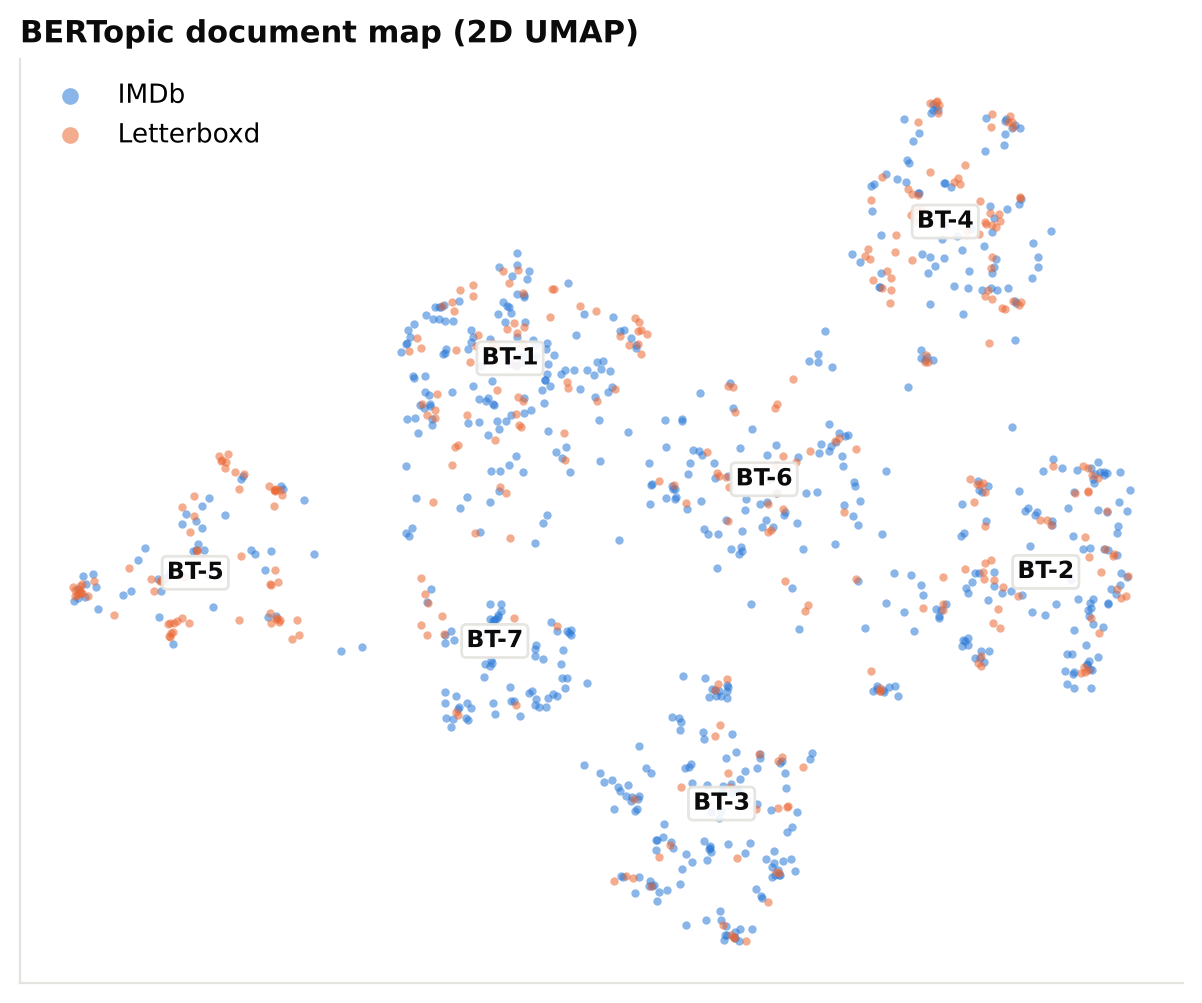 BERTopic document map (2D UMAP)
IMDb
Letterboxd
BT-4
BT-1
BT-6
BT-5
BT-2
BT-7
BT-3